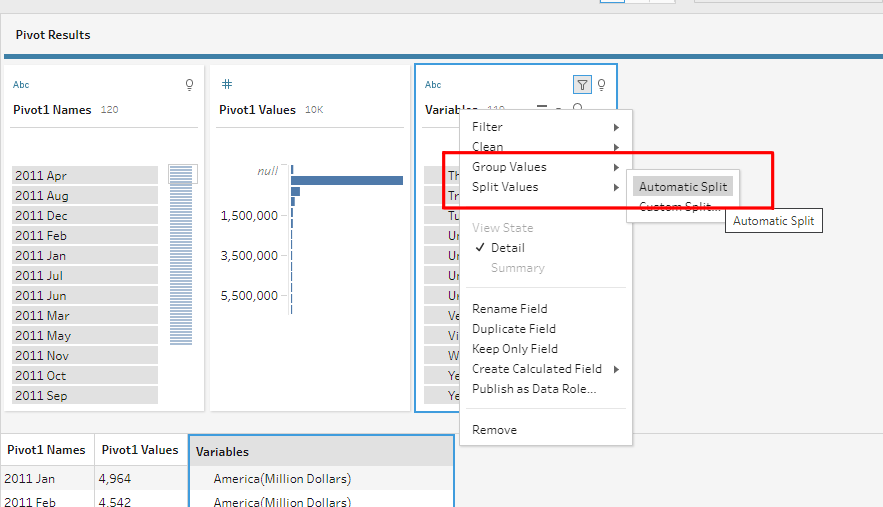 Pivot Results
Abc
Pivot1 Names 120
2011 Apr
2011 Aug
2011 Dec
2011 Feb
2011 Jan
2011 Jul
2011 Jun
2011 Mar
2011 May
2011 Nov
2011 Oct
2011 Sep
#
Pivot1 Values 10K
null
1,500,000
3,500,000
5,500,000
Abc
Variables 110
Th
Tr
Tu
Un
Un
Un
Un
Ve
Vi
W
Ye
Ye
Filter
Clean
Group Values
Split Values
View State
✓ Detail
Summary
Rename Field
Duplicate Field
Keep Only Field
Create Calculated Field
Publish as Data Role...
Remove
Automatic Split
Custom Split...
Automatic Split
Pivot1 Names Pivot1 Values Variables
2011 Jan 4,964 America(Million Dollars)
2011 Feb 4,542 America(Million Dollars)